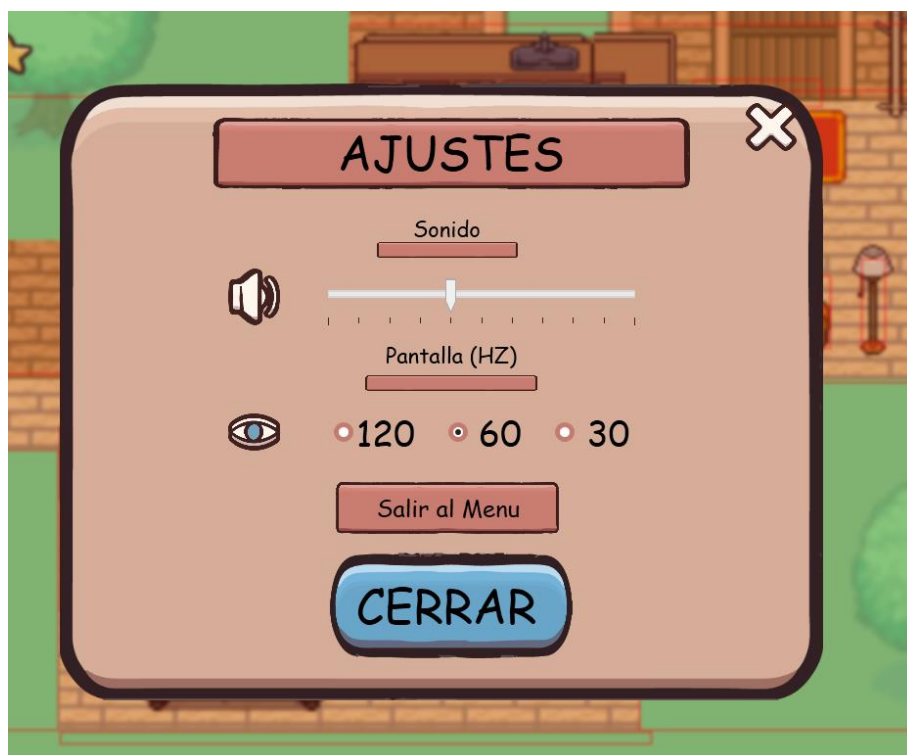 AJUSTES
Sonido
Pantalla (HZ)
120 60 30
Salir al Menu
CERRAR